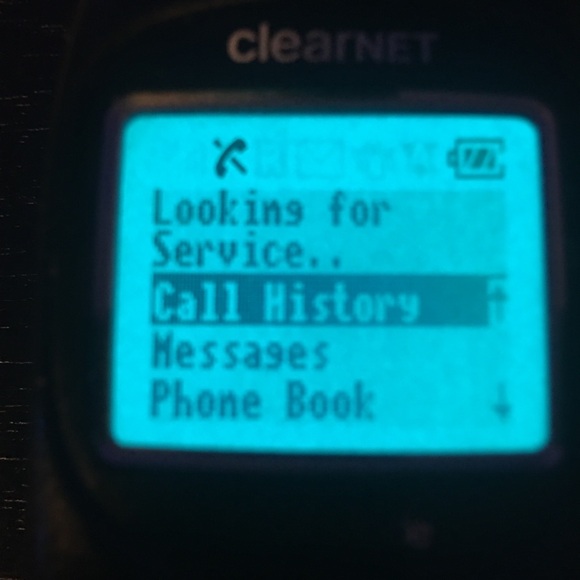 clearNET
Looking for
Service..
Call History
Messages
Phone Book